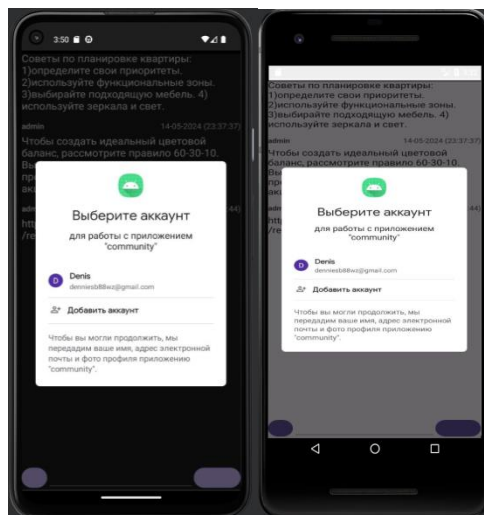 3:50
Советы по планировке квартиры:
1)определите свои приоритеты.
2)используйте функциональные зоны.
3)выбирайте подходящую мебель. 4)
используйте зеркала и свет.
admin 14-05-2024 (23:37:37)
Чтобы создать идеальный цветовой
баланс, рассмотрите правило 60-30-10.
Выберите аккаунт
для работы с приложением
"community"
D
Denis
denniesb88wz@gmail.com
Добавить аккаунт
Чтобы вы могли продолжить, мы
передадим ваше имя, адрес электронной
почты и фото профиля приложению
"community".
Советы по планировке квартиры:
1)определите свои приоритеты.
2)используйте функциональные зоны.
3)выбирайте подходящую мебель. 4)
используйте зеркала и свет.
admin 14-05-2024 (23:37:37)
Чтобы создать идеальный цветовой
баланс, рассмотрите правило 60-30-10.
Выберите аккаунт
для работы с приложением
"community"
D
Denis
denniesb88wz@gmail.com
Добавить аккаунт
Чтобы вы могли продолжить, мы
передадим ваше имя, адрес электронной
почты и фото профиля приложению
"community".